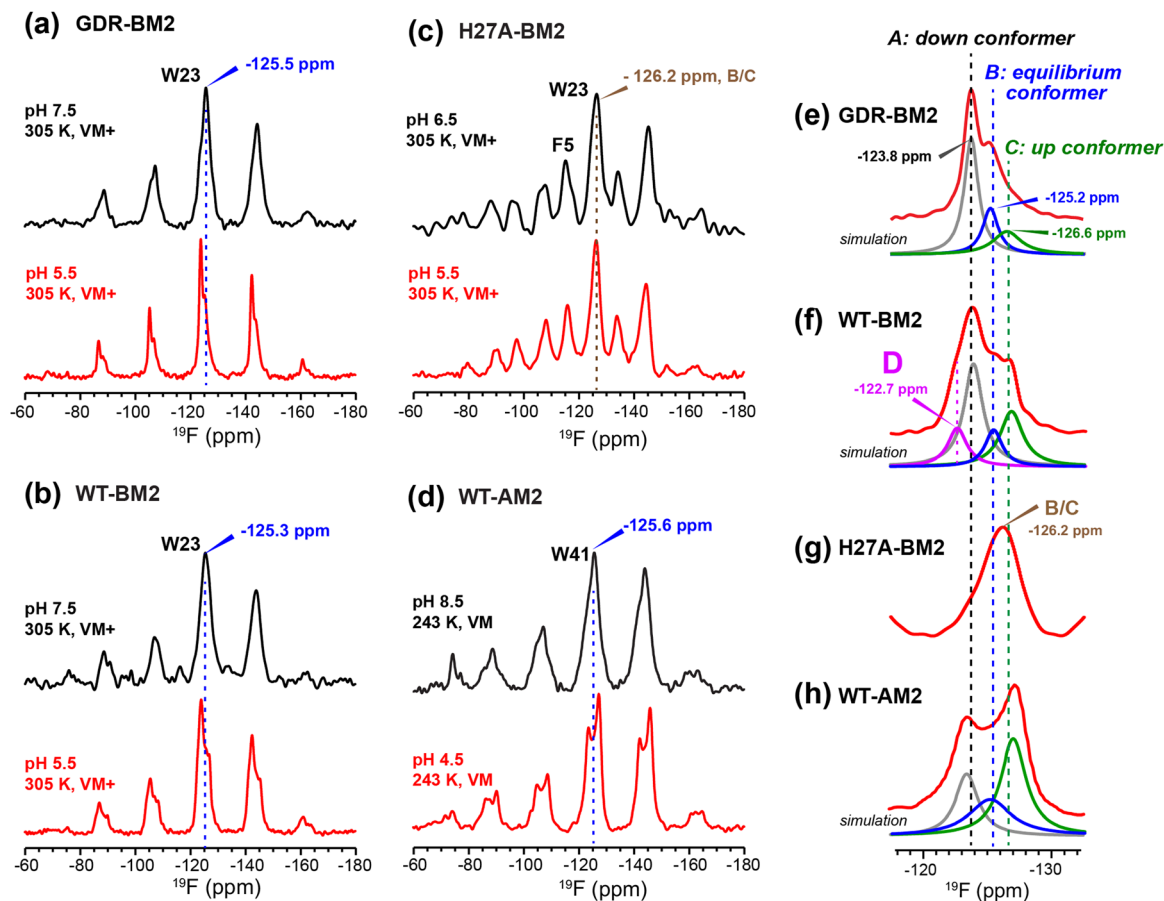 (a) GDR-BM2
W23
-125.5 ppm
pH 7.5
305 K, VM+
pH 5.5
305 K, VM+
-60 -80 -100 -120 -140 -160 -180
¹⁹F (ppm)
(b) WT-BM2
W23
-125.3 ppm
pH 7.5
305 K, VM+
pH 5.5
305 K, VM+
-60 -80 -100 -120 -140 -160 -180
¹⁹F (ppm)
(c) H27A-BM2
W23
- 126.2 ppm, B/C
pH 6.5
305 K, VM+
F5
pH 5.5
305 K, VM+
-60 -80 -100 -120 -140 -160 -180
¹⁹F (ppm)
(d) WT-AM2
W41
-125.6 ppm
pH 8.5
243 K, VM
pH 4.5
243 K, VM
-60 -80 -100 -120 -140 -160 -180
¹⁹F (ppm)
A: down conformer
B: equilibrium
conformer
C: up conformer
(e) GDR-BM2
-123.8 ppm
-125.2 ppm
-126.6 ppm
simulation
(f) WT-BM2
D
-122.7 ppm
simulation
(g) H27A-BM2
B/C
-126.2 ppm
(h) WT-AM2
simulation
-120 -130
¹⁹F (ppm)